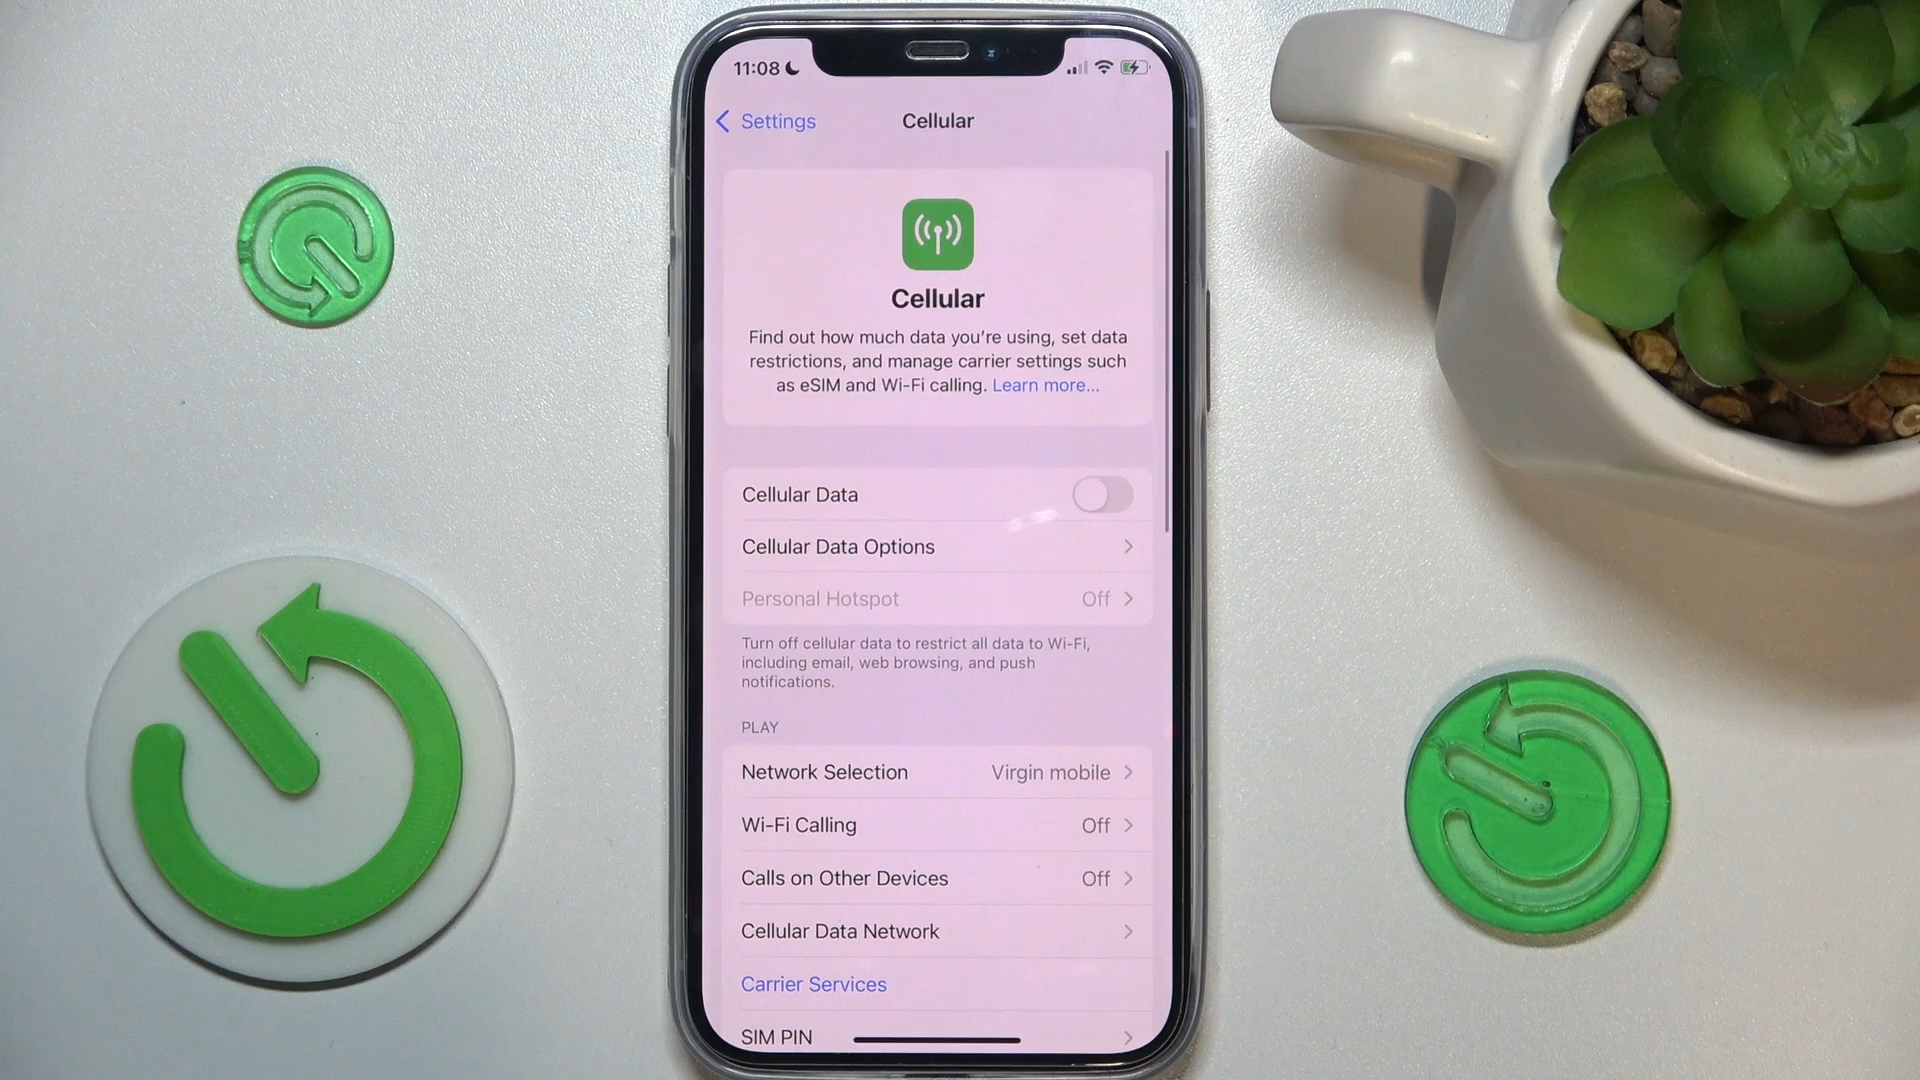 11:08
Settings
Cellular
Cellular
Find out how much data you're using, set data
restrictions, and manage carrier settings such
as eSIM and Wi-Fi calling. Learn more...
Cellular Data
Cellular Data Options
Personal Hotspot Off
Turn off cellular data to restrict all data to Wi-Fi,
including email, web browsing, and push
notifications.
PLAY
Network Selection Virgin mobile
Wi-Fi Calling Off
Calls on Other Devices Off
Cellular Data Network
Carrier Services
SIM PIN